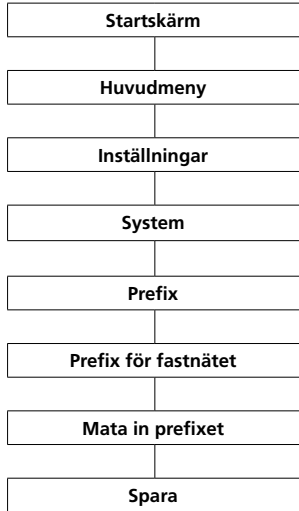 Startskärm
Huvudmeny
Inställningar
System
Prefix
Prefix för fastnätet
Mata in prefixet
Spara